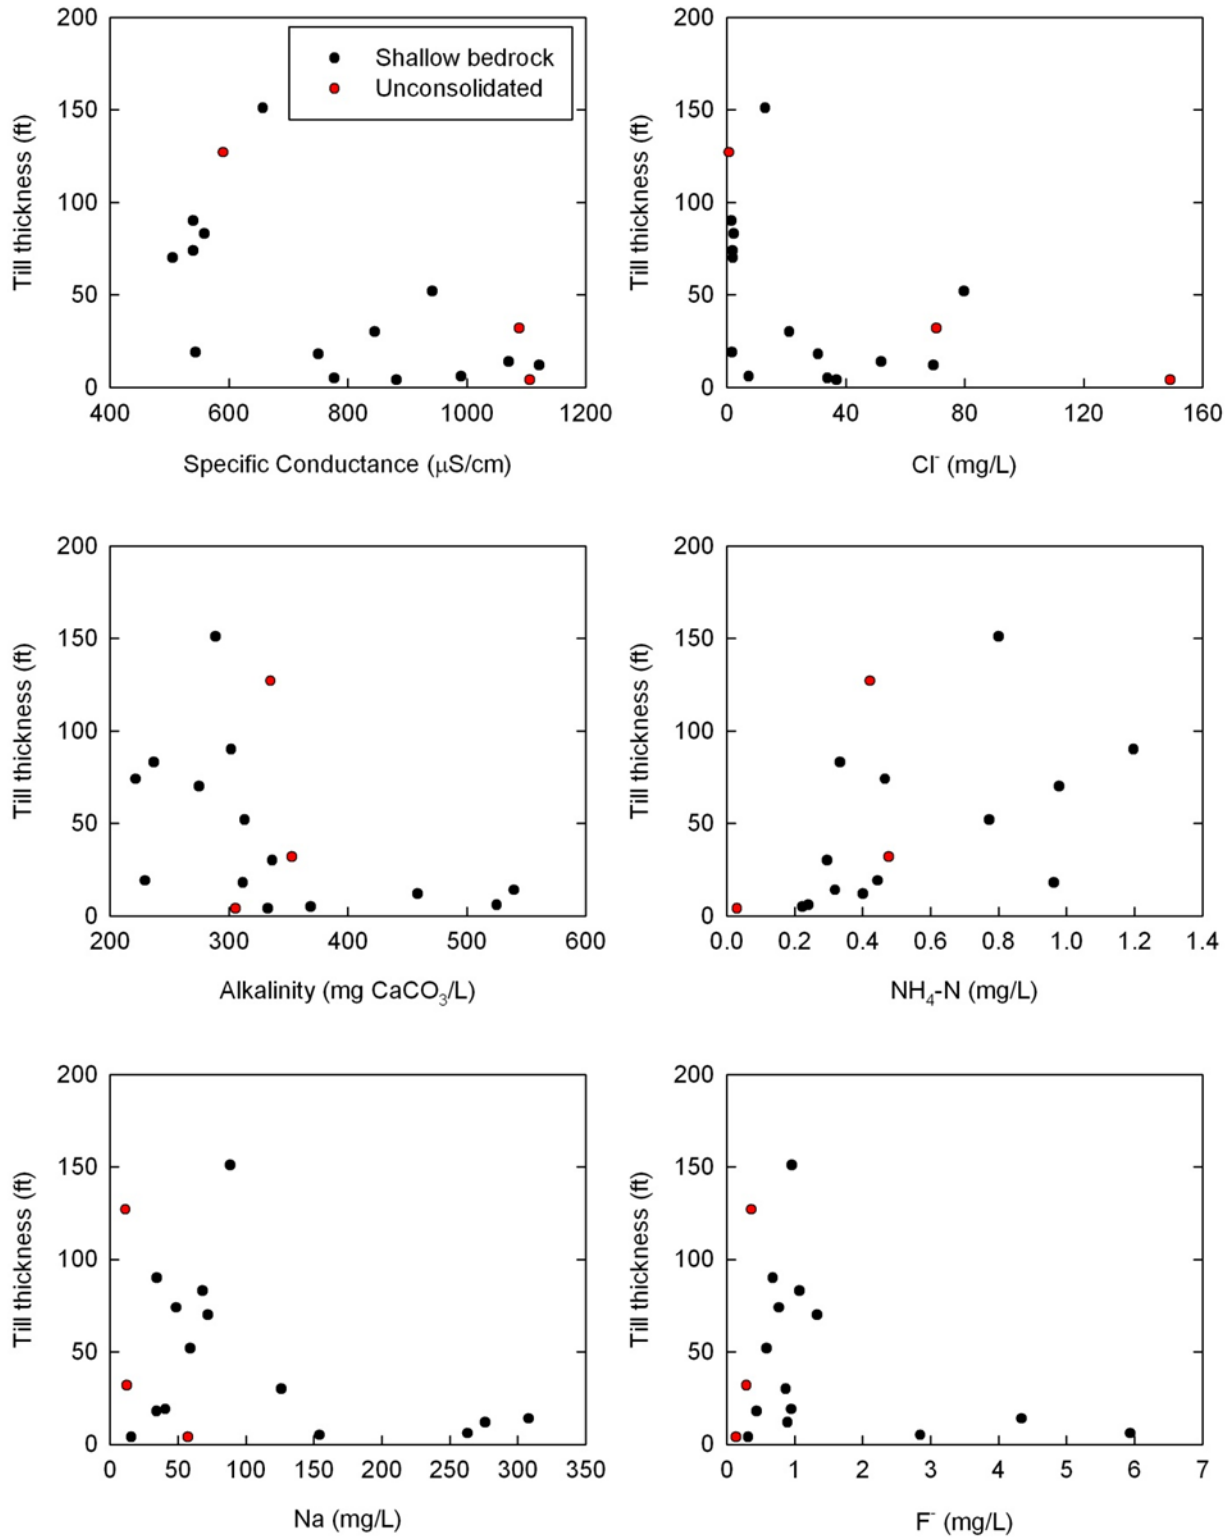 200
150
100
50
0
Till thickness (ft)
Shallow bedrock
Unconsolidated
400 600 800 1000 1200
Specific Conductance (μS/cm)
200
150
100
50
0
Till thickness (ft)
0 40 80 120 160
Cl⁻ (mg/L)
200
150
100
50
0
Till thickness (ft)
200 300 400 500 600
Alkalinity (mg CaCO₃/L)
200
150
100
50
0
Till thickness (ft)
0.0 0.2 0.4 0.6 0.8 1.0 1.2 1.4
NH₄-N (mg/L)
200
150
100
50
0
Till thickness (ft)
0 50 100 150 200 250 300 350
Na (mg/L)
200
150
100
50
0
Till thickness (ft)
0 1 2 3 4 5 6 7
F⁻ (mg/L)